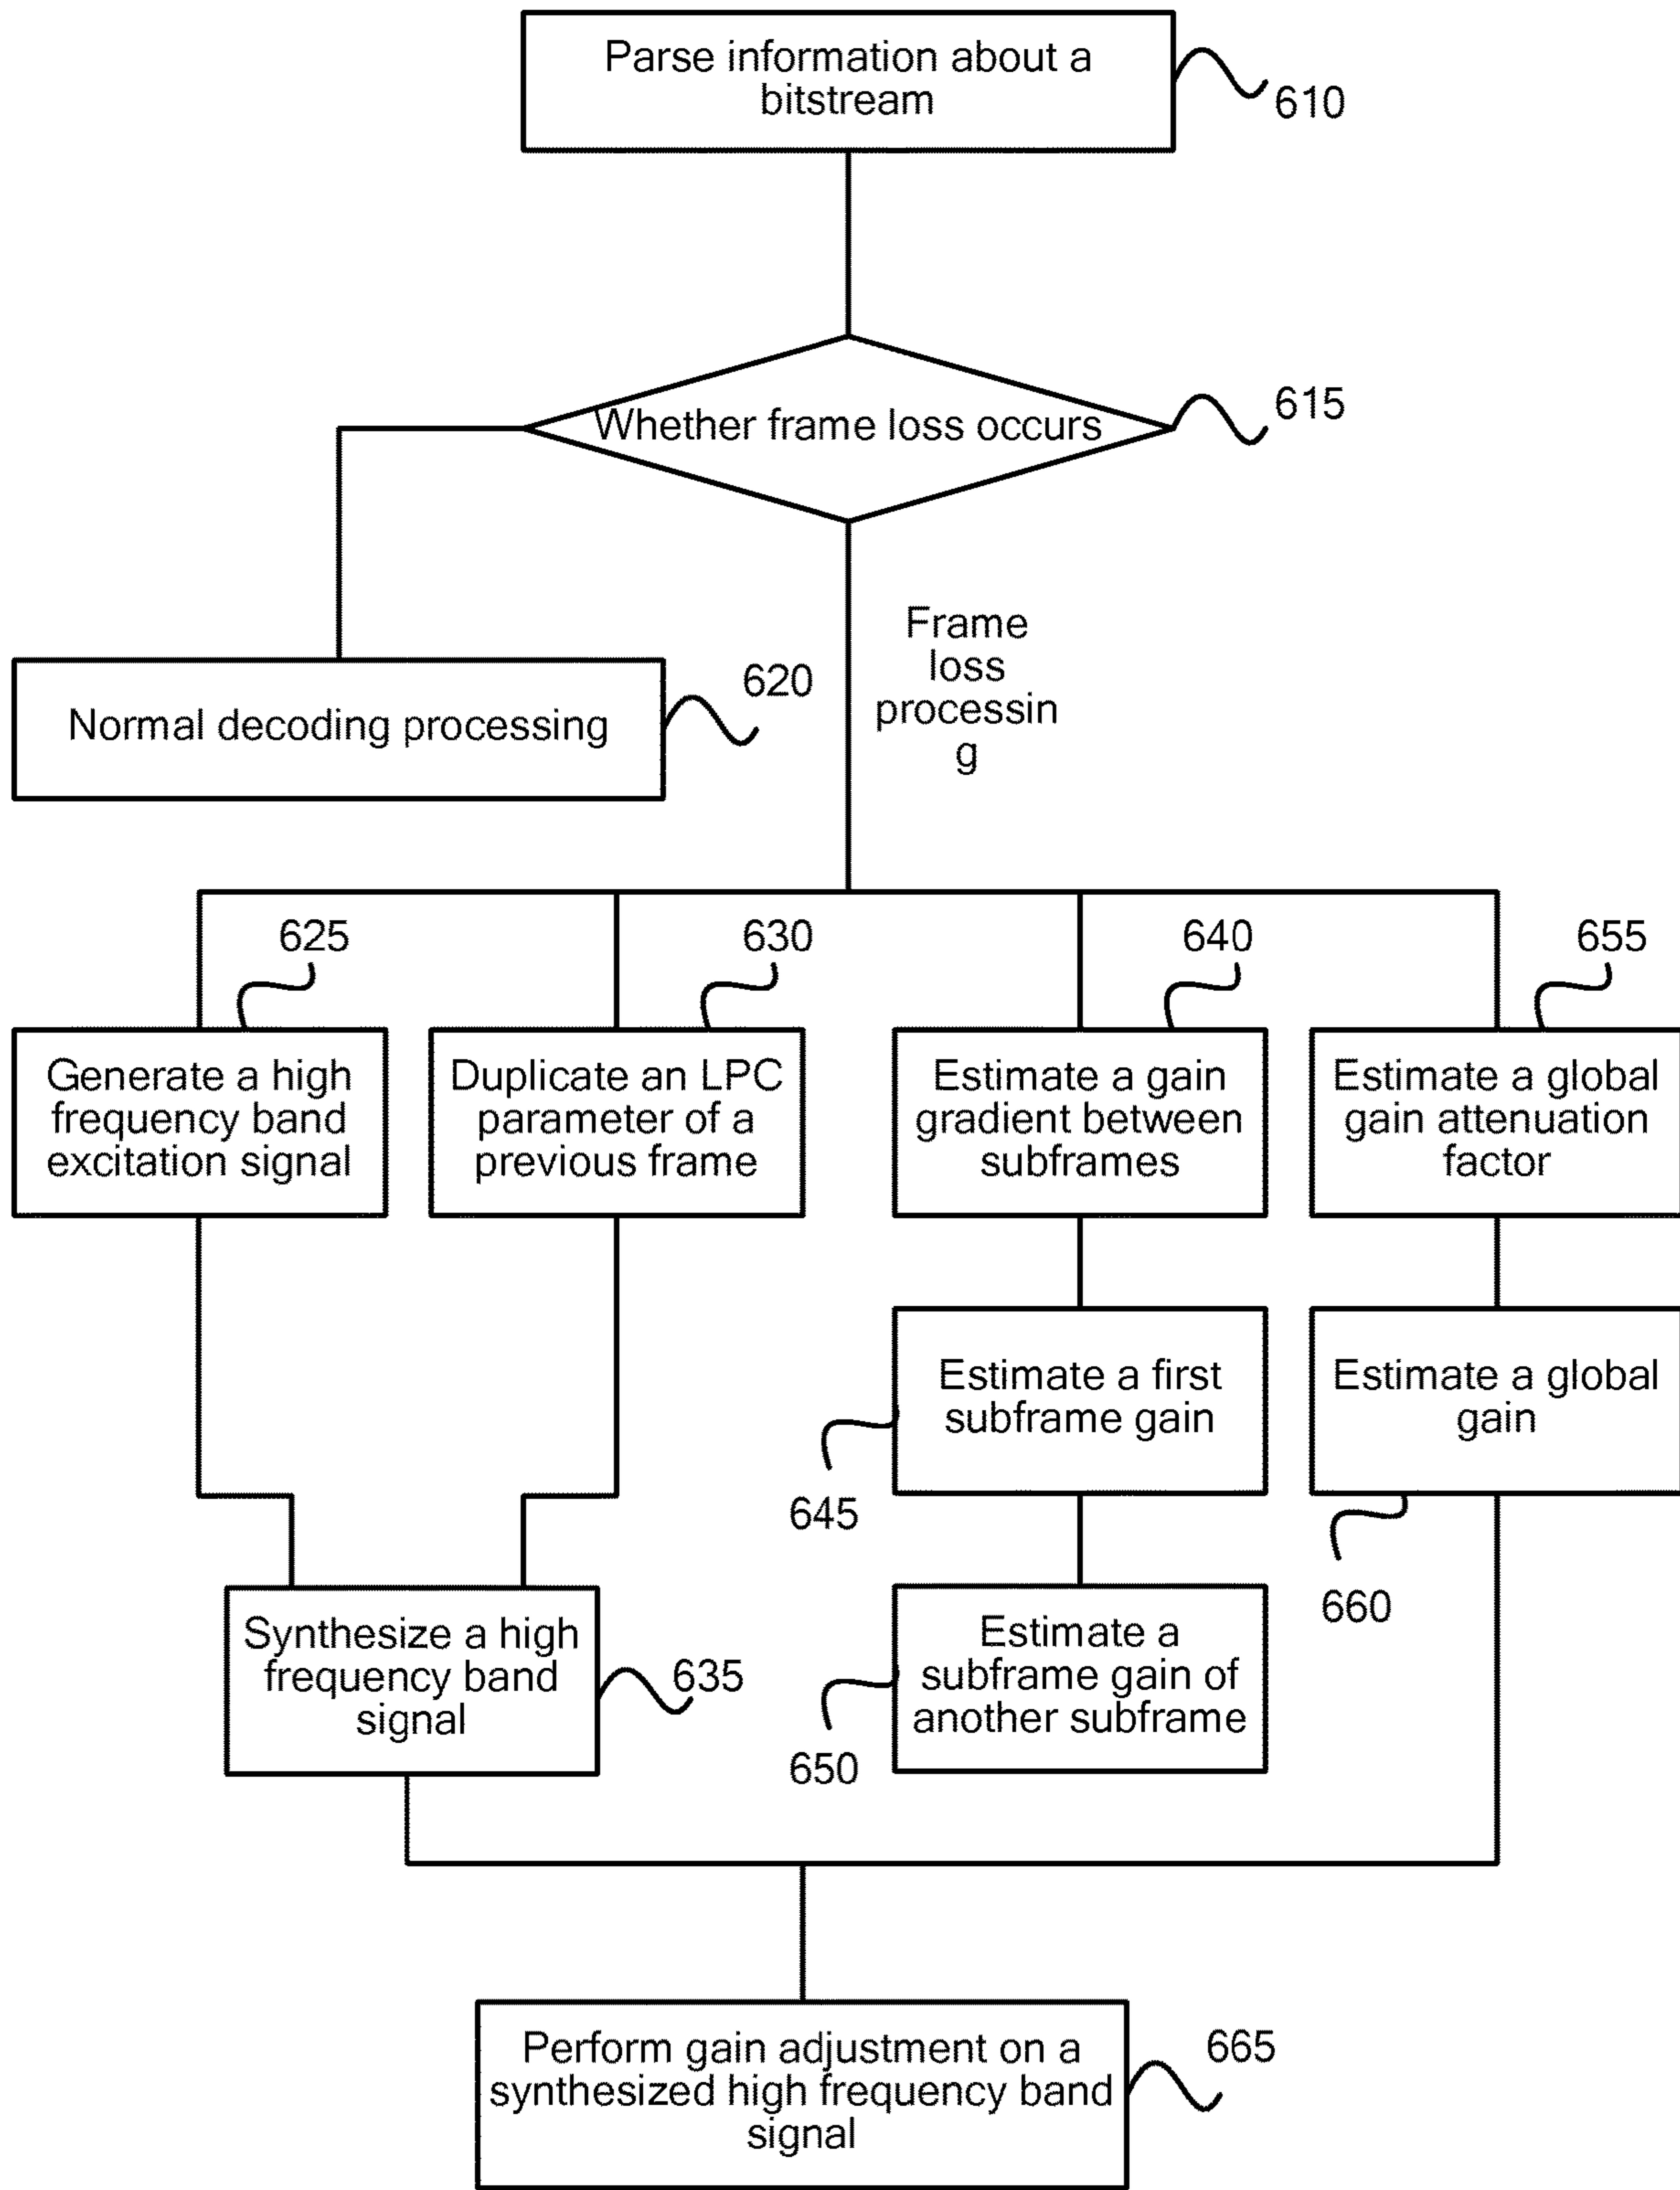 Parse information about a
bitstream
610
Whether frame loss occurs
615
Frame
loss
processin
g
Normal decoding processing
620
625
630
640
655
Generate a high
frequency band
excitation signal
Duplicate an LPC
parameter of a
previous frame
Estimate a gain
gradient between
subframes
Estimate a global
gain attenuation
factor
Estimate a first
subframe gain
645
Estimate a global
gain
660
Synthesize a high
frequency band
signal
635
Estimate a
subframe gain of
another subframe
650
Perform gain adjustment on a
synthesized high frequency band
signal
665